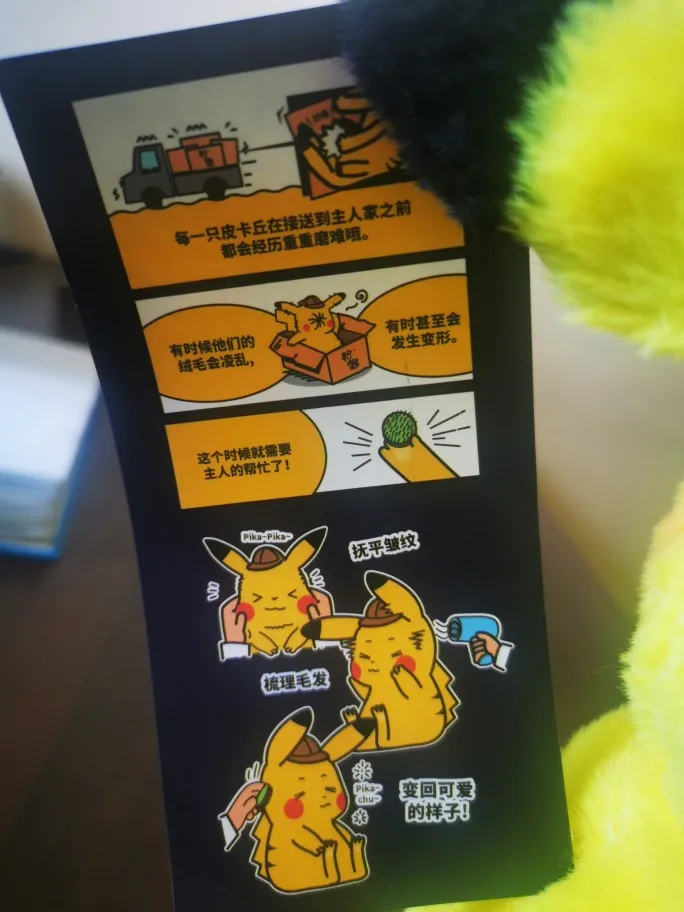 每一只皮卡丘在接送到主人家之前
都会经历重重磨难哦。
有时候他们的
绒毛会凌乱,
有时甚至会
发生变形。
这个时候就需要
主人的帮忙了!
Pika~Pika~
抚平皱纹
梳理毛发
Pika~
chu~
变回可爱
的样子!